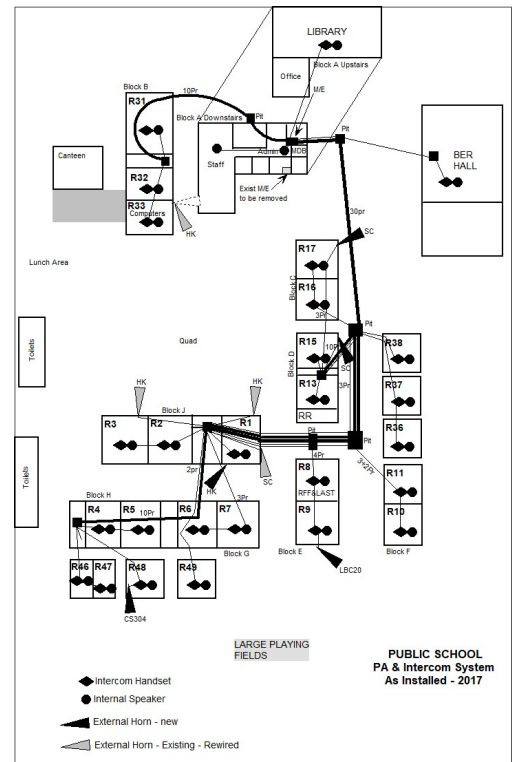 LIBRARY
Block A Upstairs
Office
M/E
Block B
10Pr
R31
Block A Downstairs
Pit
Pit
Admin
MDB
Staff
BER
HALL
Canteen
R32
Computers
R33
Exist M/E
to be removed
HK
30pr
SC
Lunch Area
R17
Block C
R16
3Pr
Pit
Toilets
Quad
R15
10Pr
SC
3Pr
Block D
R13
RR
R38
R37
R36
HK
HK
Block J
R3
R2
R1
Pit
Pit
4Pr
SC
2pr
HK
3Pr
3+2Pr
Toilets
R8
RFF&LAST
R9
R11
R10
Block H
R4
10Pr
R5
R6
R7
Block G
Block E
Block F
LBC20
R46
R47
R48
R49
CS304
LARGE PLAYING
FIELDS
PUBLIC SCHOOL
PA & Intercom System
As Installed - 2017
Intercom Handset
Internal Speaker
External Horn - new
External Horn - Existing - Rewired